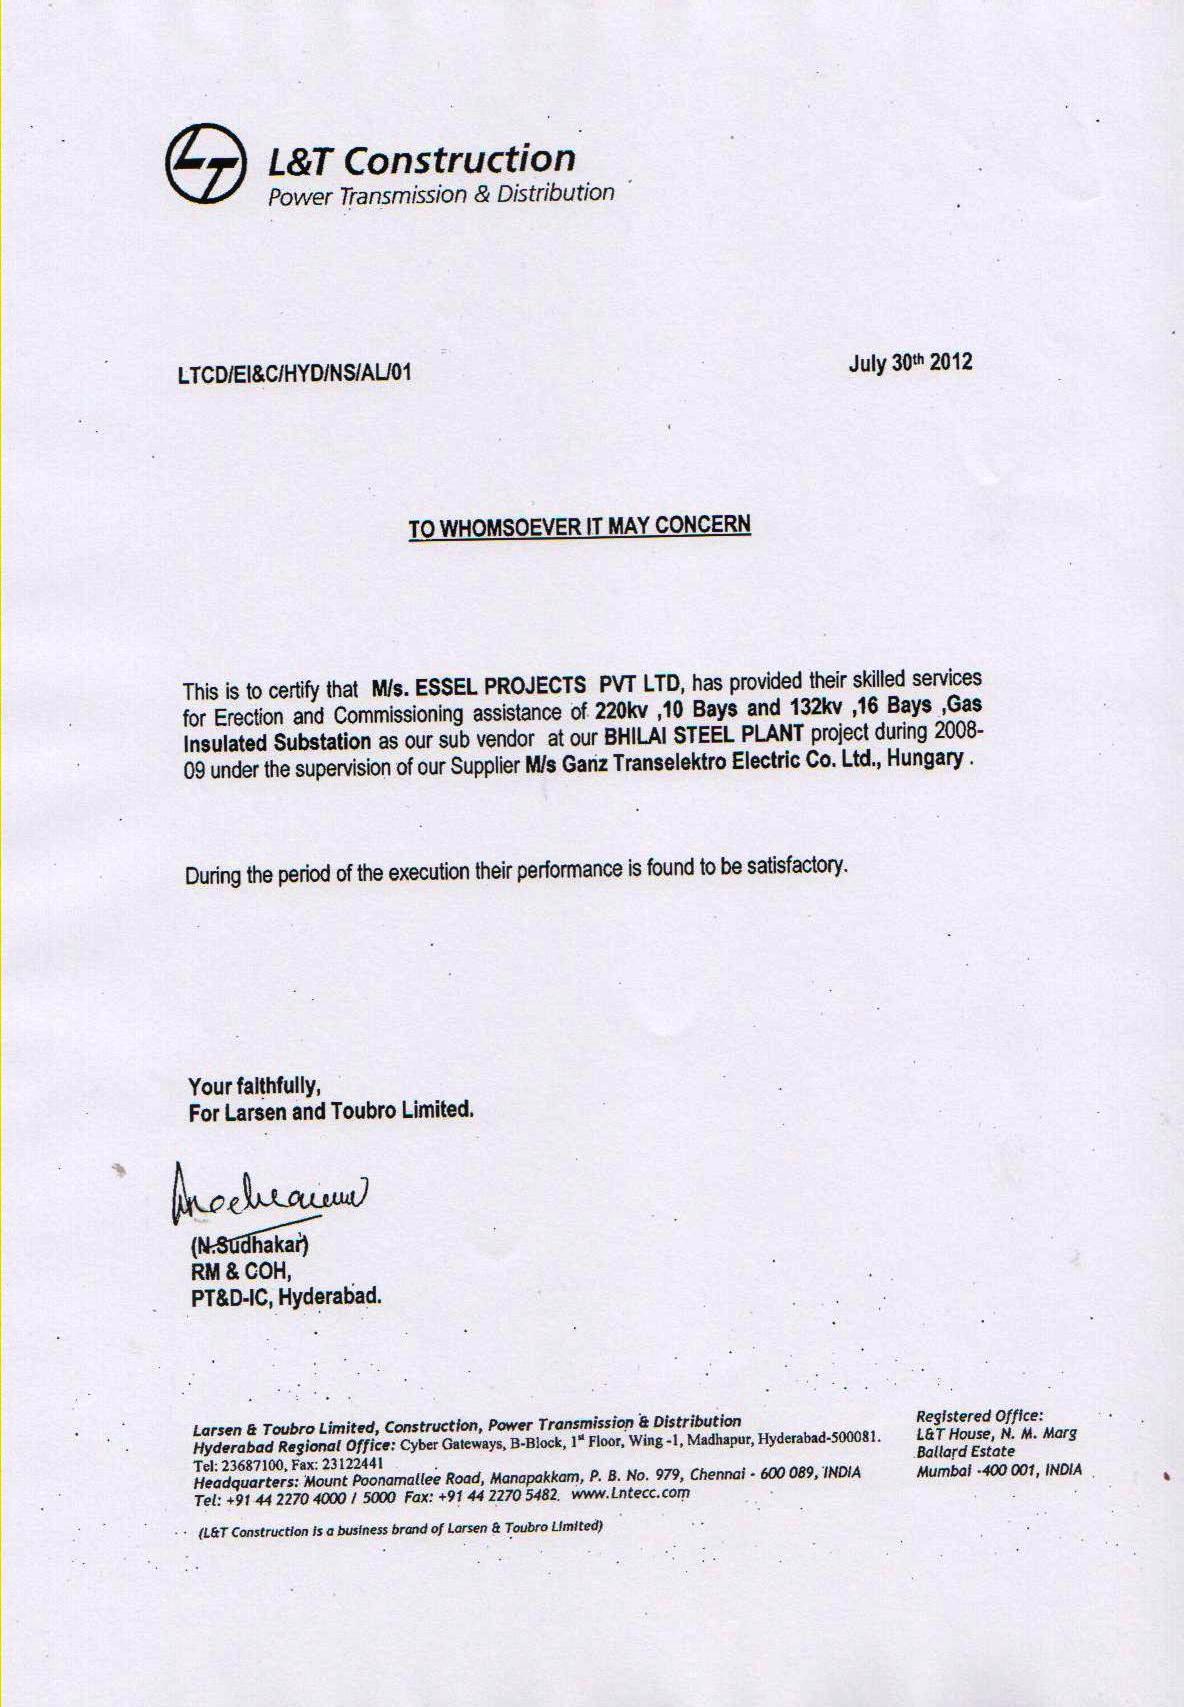 LT L&T Construction
Power Transmission & Distribution
LTCD/EI&C/HYD/NS/AL/01
July 30th 2012
TO WHOMSOEVER IT MAY CONCERN
This is to certify that M/s. ESSEL PROJECTS PVT LTD, has provided their skilled services
for Erection and Commissioning assistance of 220kv ,10 Bays and 132kv ,16 Bays ,Gas
Insulated Substation as our sub vendor at our BHILAI STEEL PLANT project during 2008-
09 under the supervision of our Supplier M/s Ganz Transelektro Electric Co. Ltd., Hungary .
During the period of the execution their performance is found to be satisfactory.
Your faithfully,
For Larsen and Toubro Limited.
(N.Sudhakar)
RM & COH,
PT&D-IC, Hyderabad.
Larsen & Toubro Limited, Construction, Power Transmission & Distribution
Hyderabad Regional Office: Cyber Gateways, B-Block, 1st Floor, Wing -1, Madhapur, Hyderabad-500081.
Tel: 23687100, Fax: 23122441
Headquarters: Mount Poonamallee Road, Manapakkam, P. B. No. 979, Chennai - 600 089, INDIA
Tel: +91 44 2270 4000 / 5000 Fax: +91 44 2270 5482. www.Lntecc.com
(L&T Construction is a business brand of Larsen & Toubro Limited)
Registered Office:
L&T House, N. M. Marg
Ballard Estate
Mumbai -400 001, INDIA